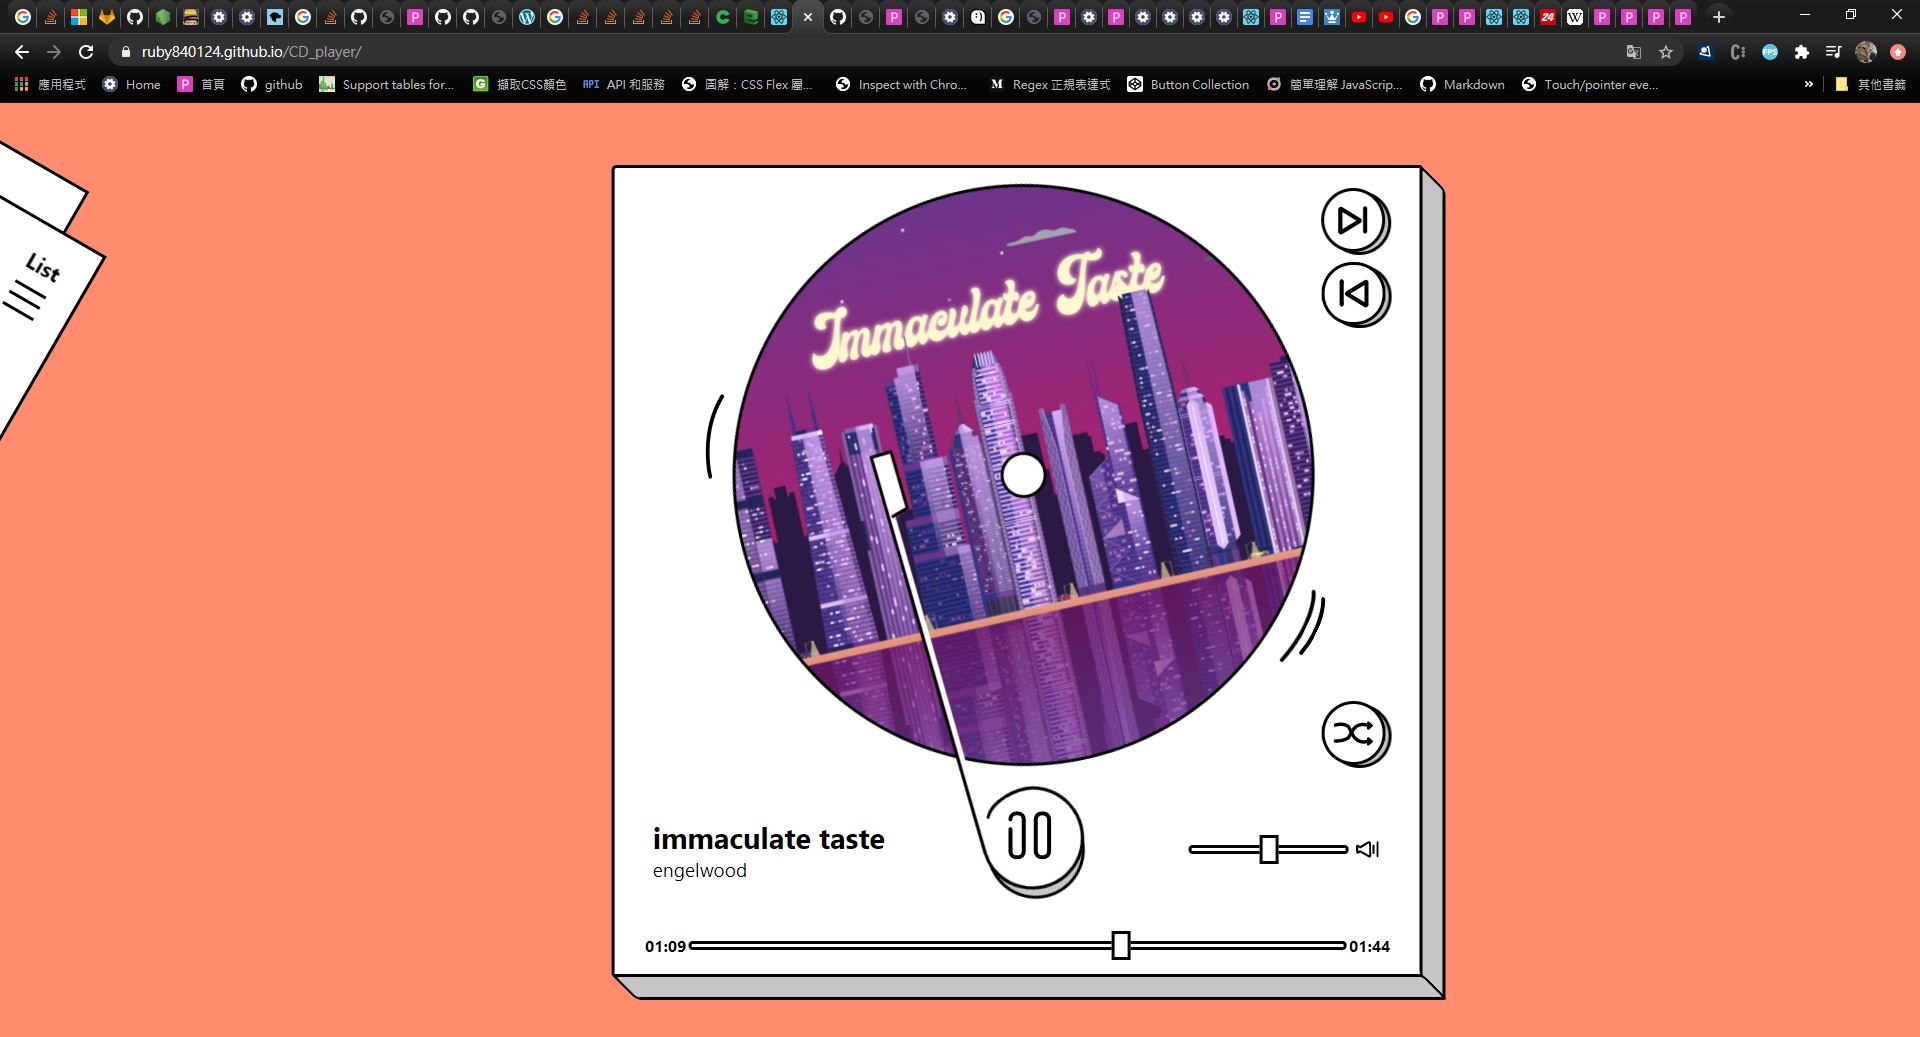 ruby840124.github.io/CD_player/
應用程式
Home
首頁
github
Support tables for...
擷取CSS顏色
API 和服務
圖解：CSS Flex 屬...
Inspect with Chro...
Regex 正規表達式
Button Collection
簡單理解 JavaScrip...
Markdown
Touch/pointer eve...
»
其他書籤
List
Immaculate Taste
immaculate taste
engelwood
01:09
01:44